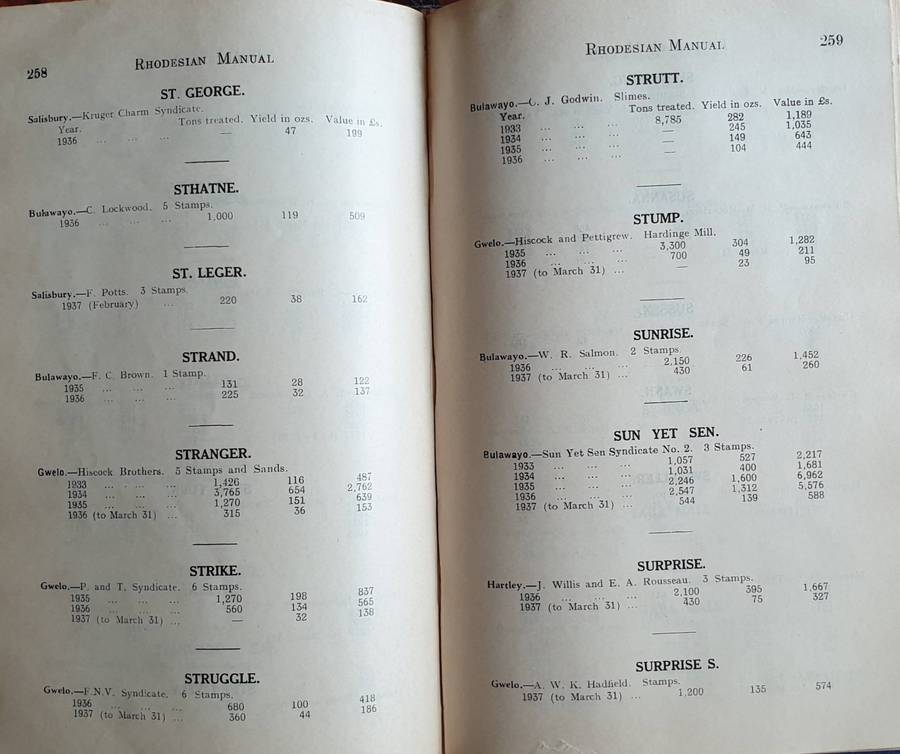 258
RHODESIAN MANUAL
ST. GEORGE.
Salisbury.—Kruger Charm Syndicate.
Year. Tons treated. Yield in ozs. Value in £s.
1936 ... ... ... — 47 199
STHATNE.
Bulawayo.—C. Lockwood. 5 Stamps.
1936 ... ... ... 1,000 119 509
ST. LEGER.
Salisbury.—F. Potts. 3 Stamps.
1937 (February) ... 220 38 162
STRAND.
Bulawayo.—F. C. Brown. 1 Stamp.
1935 ... ... ... 131 28 122
1936 ... ... ... 225 32 137
STRANGER.
Gwelo.—Hiscock Brothers. 5 Stamps and Sands.
1933 ... ... ... 1,426 116 487
1934 ... ... ... 3,765 654 2,762
1935 ... ... ... 1,270 151 639
1936 (to March 31) ... 315 36 153
STRIKE.
Gwelo.—P. and T. Syndicate. 6 Stamps.
1935 ... ... ... 1,270 198 837
1936 ... ... ... 560 134 565
1937 (to March 31) ... — 32 138
STRUGGLE.
Gwelo.—F.N.V. Syndicate. 6 Stamps.
1936 ... ... ... 680 100 418
1937 (to March 31) ... 360 44 186
RHODESIAN MANUAL
259
STRUTT.
Bulawayo.— J. Godwin. Slimes.
Year. Tons treated. Yield in ozs. Value in £s.
1933 ... ... ... 8,785 282 1,189
1934 ... ... ... — 245 1,035
1935 ... ... ... — 149 643
1936 ... ... ... — 104 444
STUMP.
Gwelo.—Hiscock and Pettigrew. Hardinge Mill.
1935 ... ... ... 3,300 304 1,282
1936 ... ... ... 700 49 211
1937 (to March 31) ... — 23 95
SUNRISE.
Bulawayo.—W. R. Salmon. 2 Stamps.
1936 ... ... ... 2,150 226 1,452
1937 (to March 31) ... 430 61 260
SUN YET SEN.
Bulawayo.—Sun Yet Sen Syndicate No. 2. 3 Stamps.
1933 ... ... ... 1,057 527 2,217
1934 ... ... ... 1,031 400 1,681
1935 ... ... ... 2,246 1,600 6,962
1936 ... ... ... 2,547 1,312 5,576
1937 (to March 31) ... 544 139 588
SURPRISE.
Hartley.—J. Willis and E. A. Rousseau. 3 Stamps.
1936 ... ... ... 2,100 395 1,667
1937 (to March 31) ... 430 75 327
SURPRISE S.
Gwelo.—A. W. K. Hadfield. Stamps.
1937 (to March 31) ... 1,200 135 574